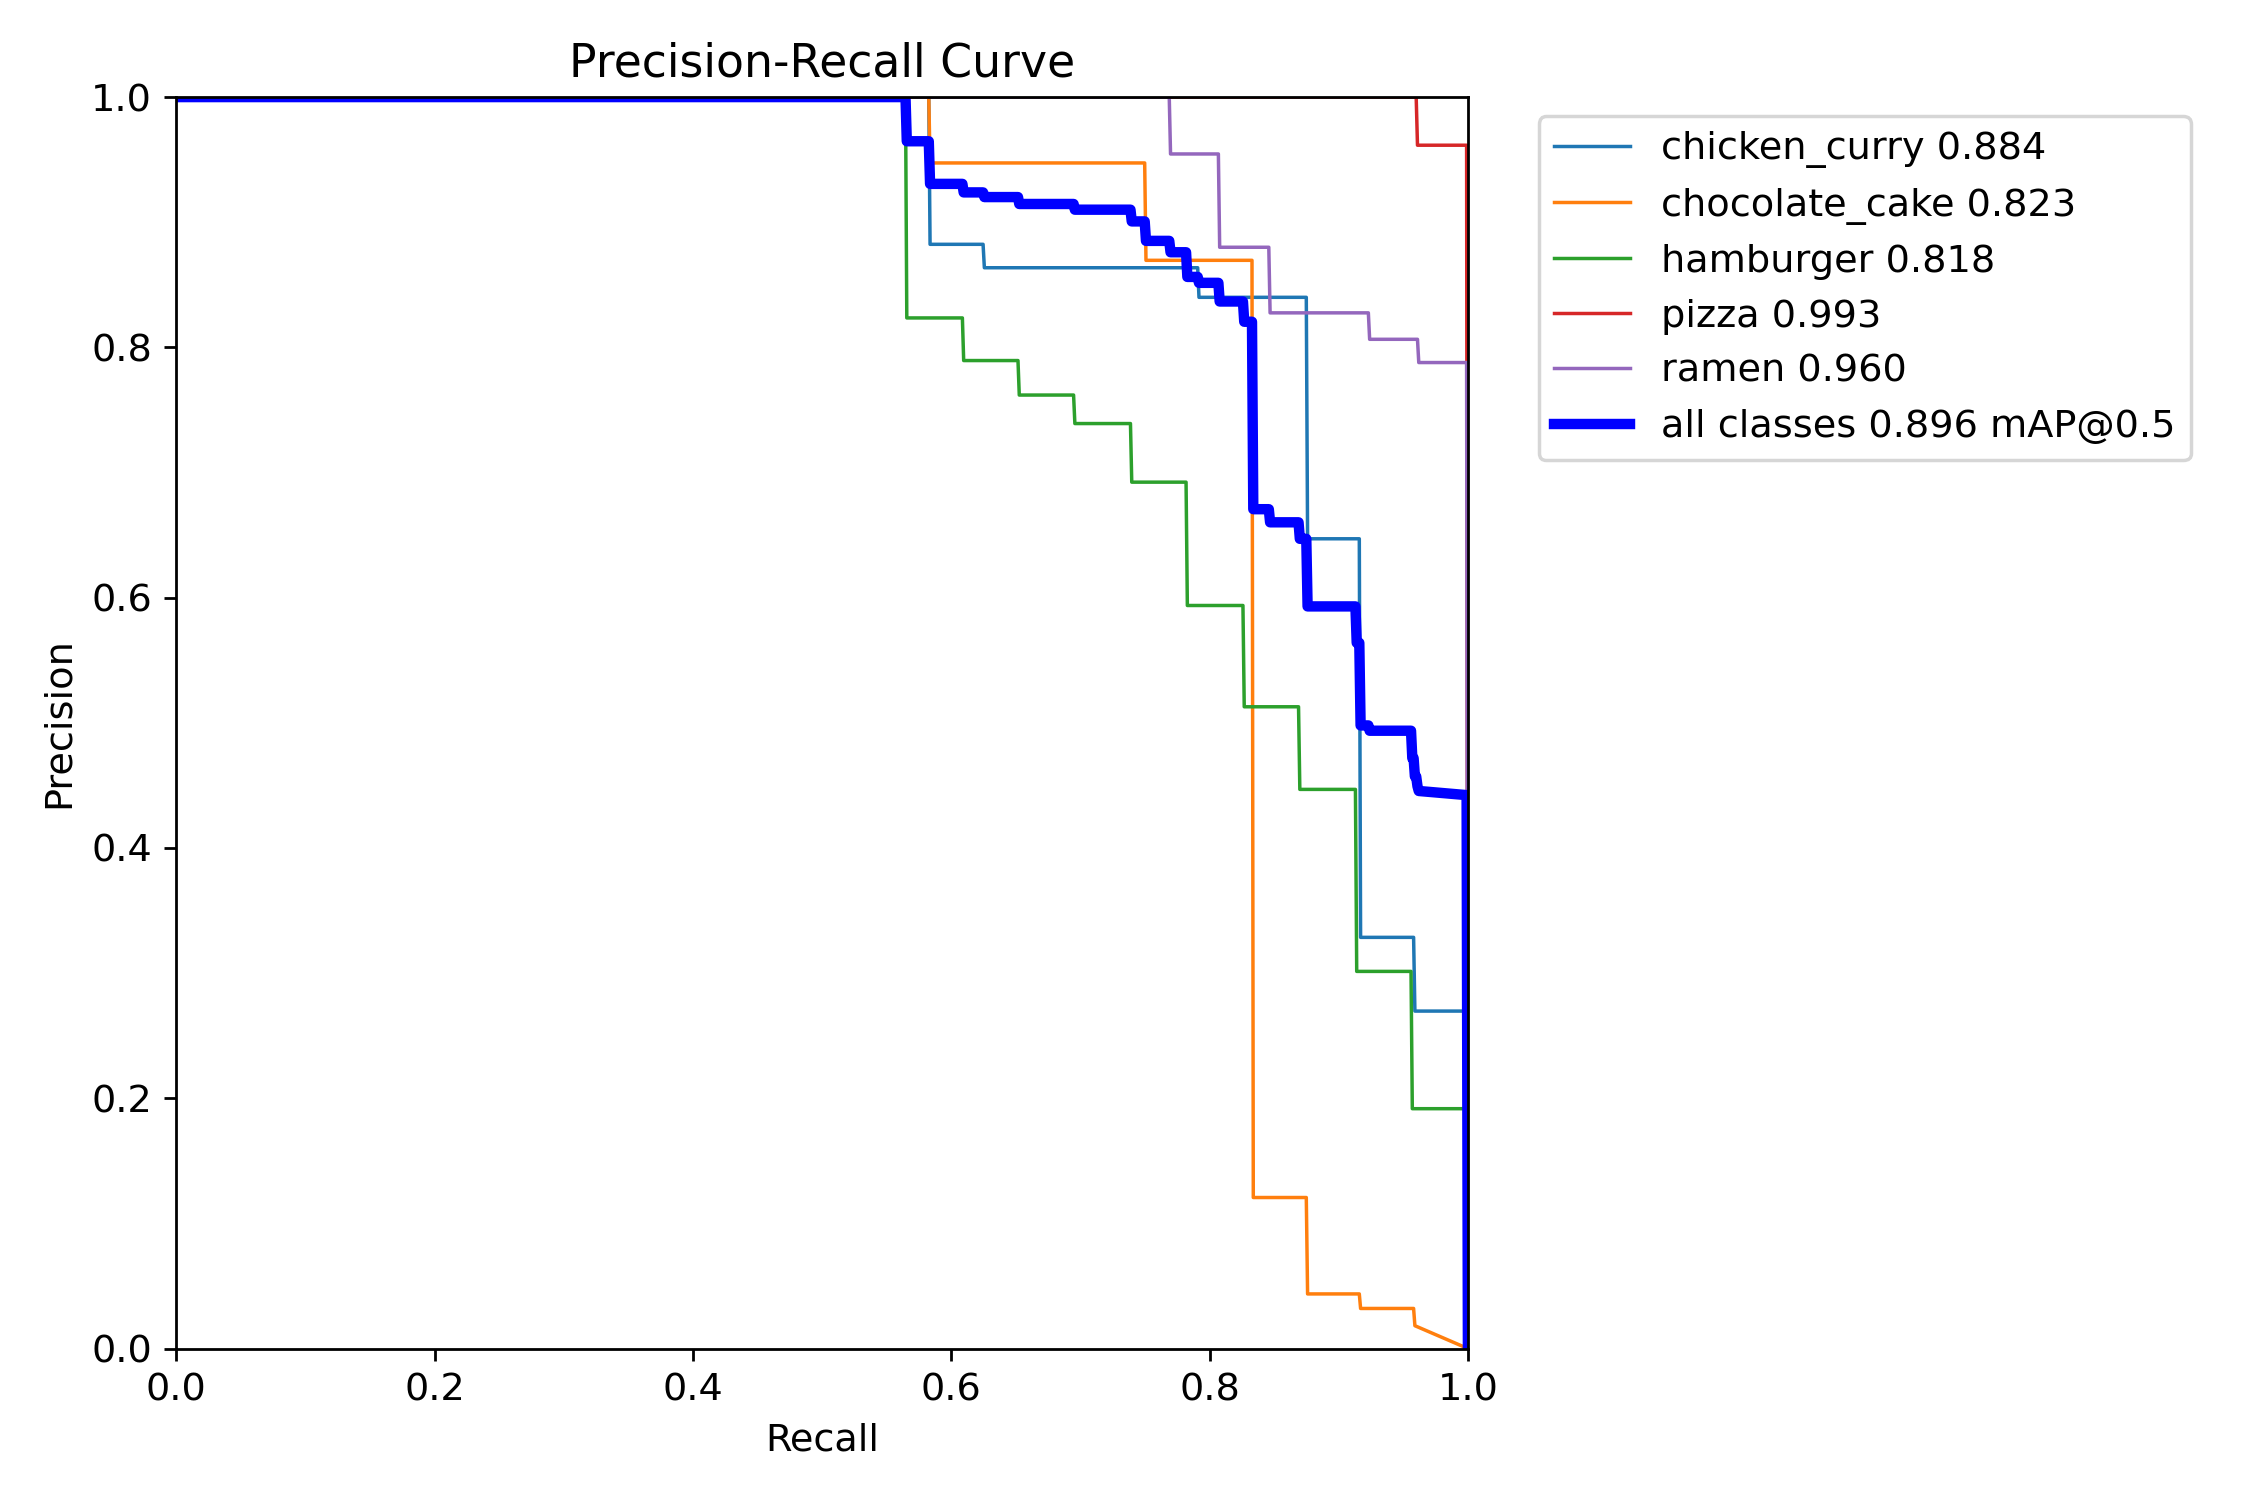 Precision-Recall Curve
1.0
0.8
0.6
0.4
0.2
0.0
Precision
0.0 0.2 0.4 0.6 0.8 1.0
Recall
chicken_curry 0.884
chocolate_cake 0.823
hamburger 0.818
pizza 0.993
ramen 0.960
all classes 0.896 mAP@0.5